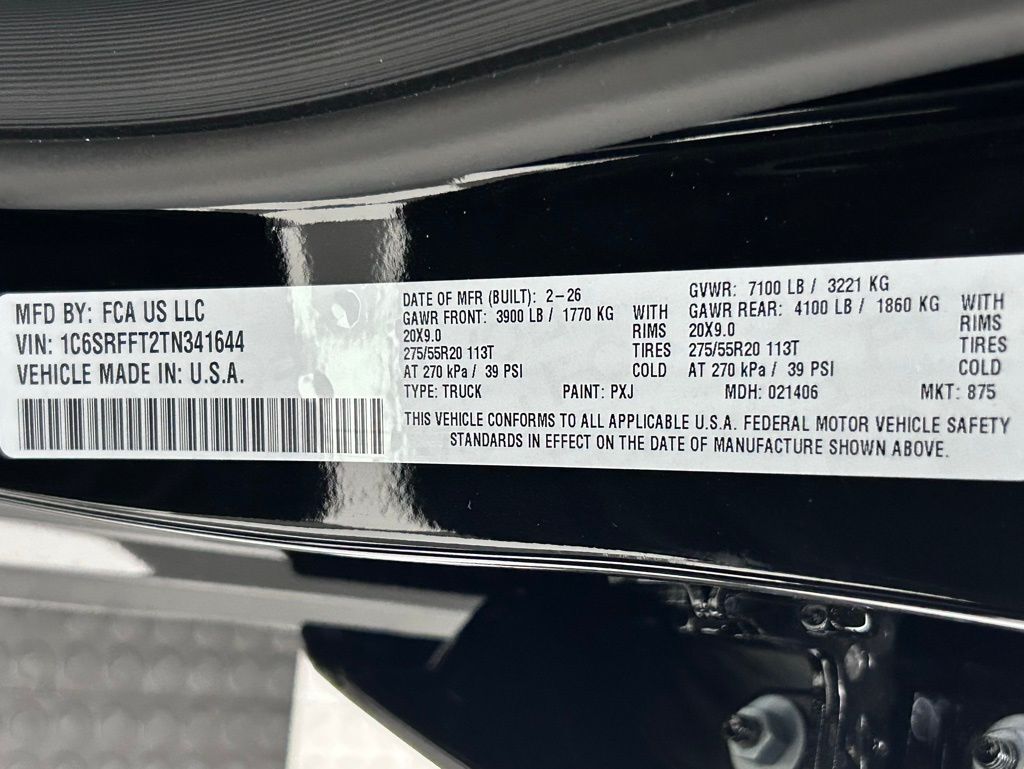 MFD BY: FCA US LLC
VIN: 1C6SRFFT2TN341644
VEHICLE MADE IN: U.S.A.
DATE OF MFR (BUILT): 2-26
GAWR FRONT: 3900 LB / 1770 KG WITH
20X9.0 RIMS
275/55R20 113T TIRES
AT 270 kPa / 39 PSI COLD
GVWR: 7100 LB / 3221 KG
GAWR REAR: 4100 LB / 1860 KG WITH
20X9.0 RIMS
275/55R20 113T TIRES
AT 270 kPa / 39 PSI COLD
TYPE: TRUCK PAINT: PXJ MDH: 021406 MKT: 875
THIS VEHICLE CONFORMS TO ALL APPLICABLE U.S.A. FEDERAL MOTOR VEHICLE SAFETY
STANDARDS IN EFFECT ON THE DATE OF MANUFACTURE SHOWN ABOVE.